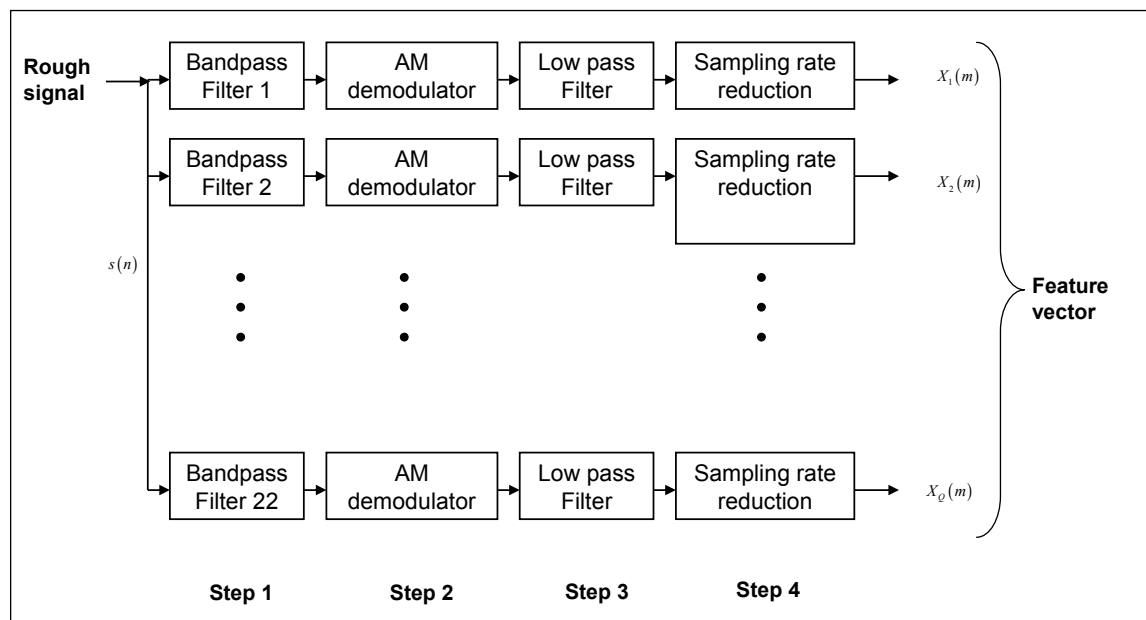 Rough
signal
Bandpass
Filter 1
AM
demodulator
Low pass
Filter
Sampling rate
reduction
X₁(m)
Bandpass
Filter 2
AM
demodulator
Low pass
Filter
Sampling rate
reduction
X₂(m)
s(n)
Feature
vector
Bandpass
Filter 22
AM
demodulator
Low pass
Filter
Sampling rate
reduction
X_Q(m)
Step 1
Step 2
Step 3
Step 4